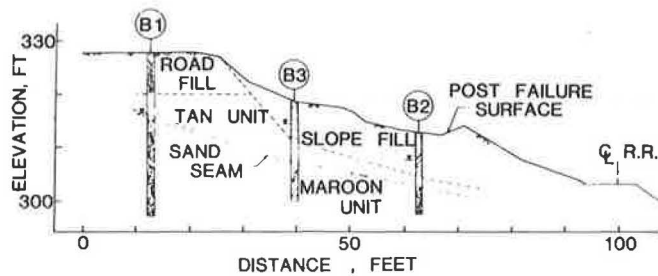 B1
330
ROAD
FILL
B3
B2
POST FAILURE
SURFACE
TAN UNIT
SLOPE FILL
SAND
SEAM
℄ R.R.
MAROON
UNIT
300
ELEVATION, FT
0
50
100
DISTANCE , FEET